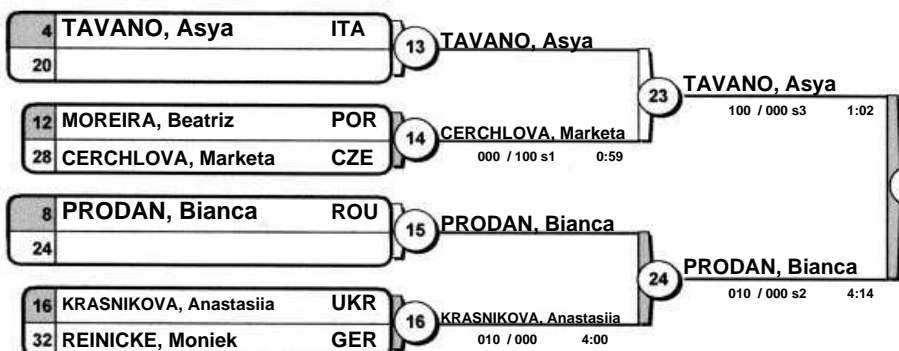 4 TAVANO, Asya ITA
20
13
TAVANO, Asya
12 MOREIRA, Beatriz POR
28 CERCHLOVA, Marketa CZE
14
CERCHLOVA, Marketa
000 / 100 s1 0:59
23
TAVANO, Asya
100 / 000 s3 1:02
8 PRODAN, Bianca ROU
24
15
PRODAN, Bianca
16 KRASNIKOVA, Anastasiia UKR
32 REINICKE, Moniek GER
16
KRASNIKOVA, Anastasiia
010 / 000 4:00
24
PRODAN, Bianca
010 / 000 s2 4:14